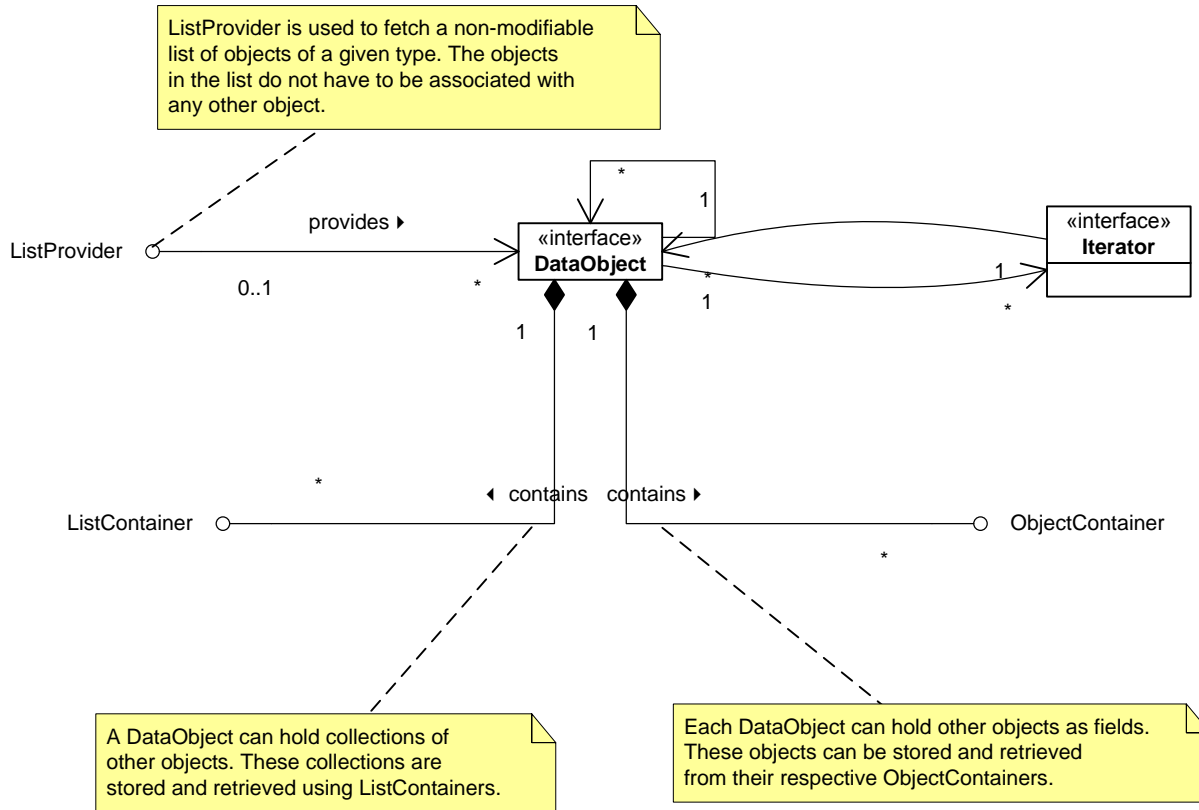 ListProvider is used to fetch a non-modifiable
list of objects of a given type. The objects
in the list do not have to be associated with
any other object.
*
1
provides
«interface»
DataObject
«interface»
Iterator
ListProvider
0..1
*
*
1
1
*
1
1
*
contains
contains
ListContainer
ObjectContainer
*
A DataObject can hold collections of
other objects. These collections are
stored and retrieved using ListContainers.
Each DataObject can hold other objects as fields.
These objects can be stored and retrieved
from their respective ObjectContainers.